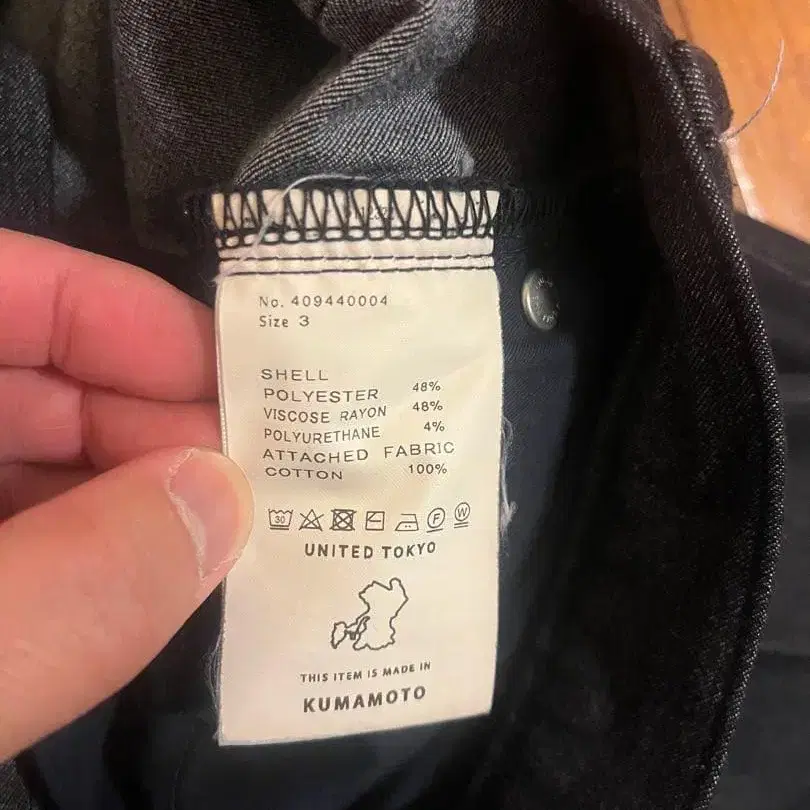 No. 409440004
Size 3
SHELL
POLYESTER 48%
VISCOSE RAYON 48%
POLYURETHANE 4%
ATTACHED FABRIC
COTTON 100%
30
F W
UNITED TOKYO
THIS ITEM IS MADE IN
KUMAMOTO